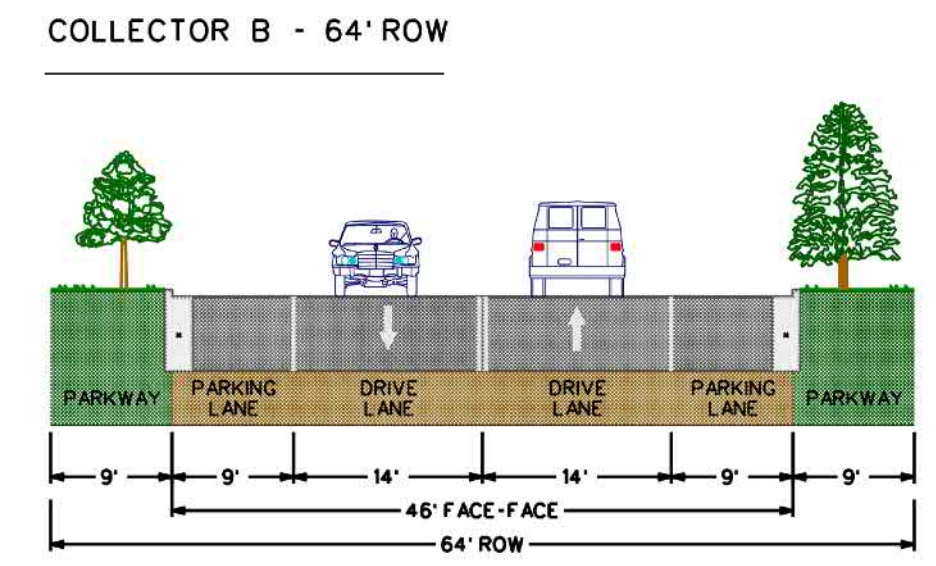 COLLECTOR B - 64' ROW
PARKWAY
PARKING
LANE
DRIVE
LANE
DRIVE
LANE
PARKING
LANE
PARKWAY
9' 9' 14' 14' 9' 9'
46' FACE-FACE
64' ROW